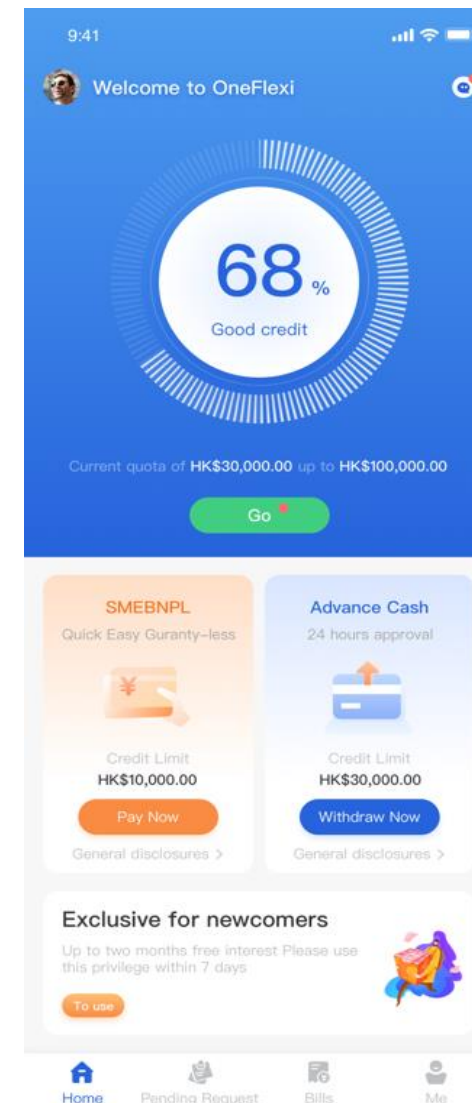 9:41
Welcome to OneFlexi
68 %
Good credit
Current quota of HK$30,000.00 up to HK$100,000.00
Go
SMEBNPL
Quick Easy Guranty-less
¥
Credit Limit
HK$10,000.00
Pay Now
General disclosures >
Advance Cash
24 hours approval
Credit Limit
HK$30,000.00
Withdraw Now
General disclosures >
Exclusive for newcomers
Up to two months free interest Please use
this privilege within 7 days
To use
Home
Pending Request
Bills
Me